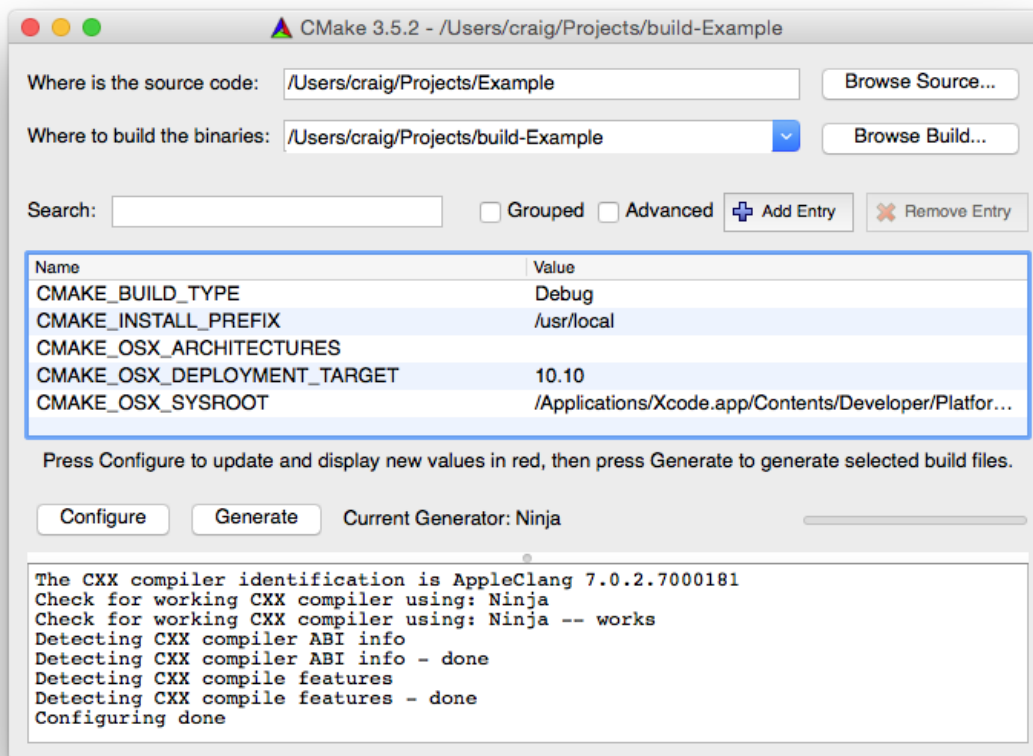 CMake 3.5.2 - /Users/craig/Projects/build-Example
Where is the source code: /Users/craig/Projects/Example Browse Source...
Where to build the binaries: /Users/craig/Projects/build-Example Browse Build...
Search: Grouped Advanced Add Entry Remove Entry
Name Value
CMAKE_BUILD_TYPE Debug
CMAKE_INSTALL_PREFIX /usr/local
CMAKE_OSX_ARCHITECTURES
CMAKE_OSX_DEPLOYMENT_TARGET 10.10
CMAKE_OSX_SYSROOT /Applications/Xcode.app/Contents/Developer/Platfor...
Press Configure to update and display new values in red, then press Generate to generate selected build files.
Configure Generate Current Generator: Ninja
The CXX compiler identification is AppleClang 7.0.2.7000181
Check for working CXX compiler using: Ninja
Check for working CXX compiler using: Ninja -- works
Detecting CXX compiler ABI info
Detecting CXX compiler ABI info - done
Detecting CXX compile features
Detecting CXX compile features - done
Configuring done